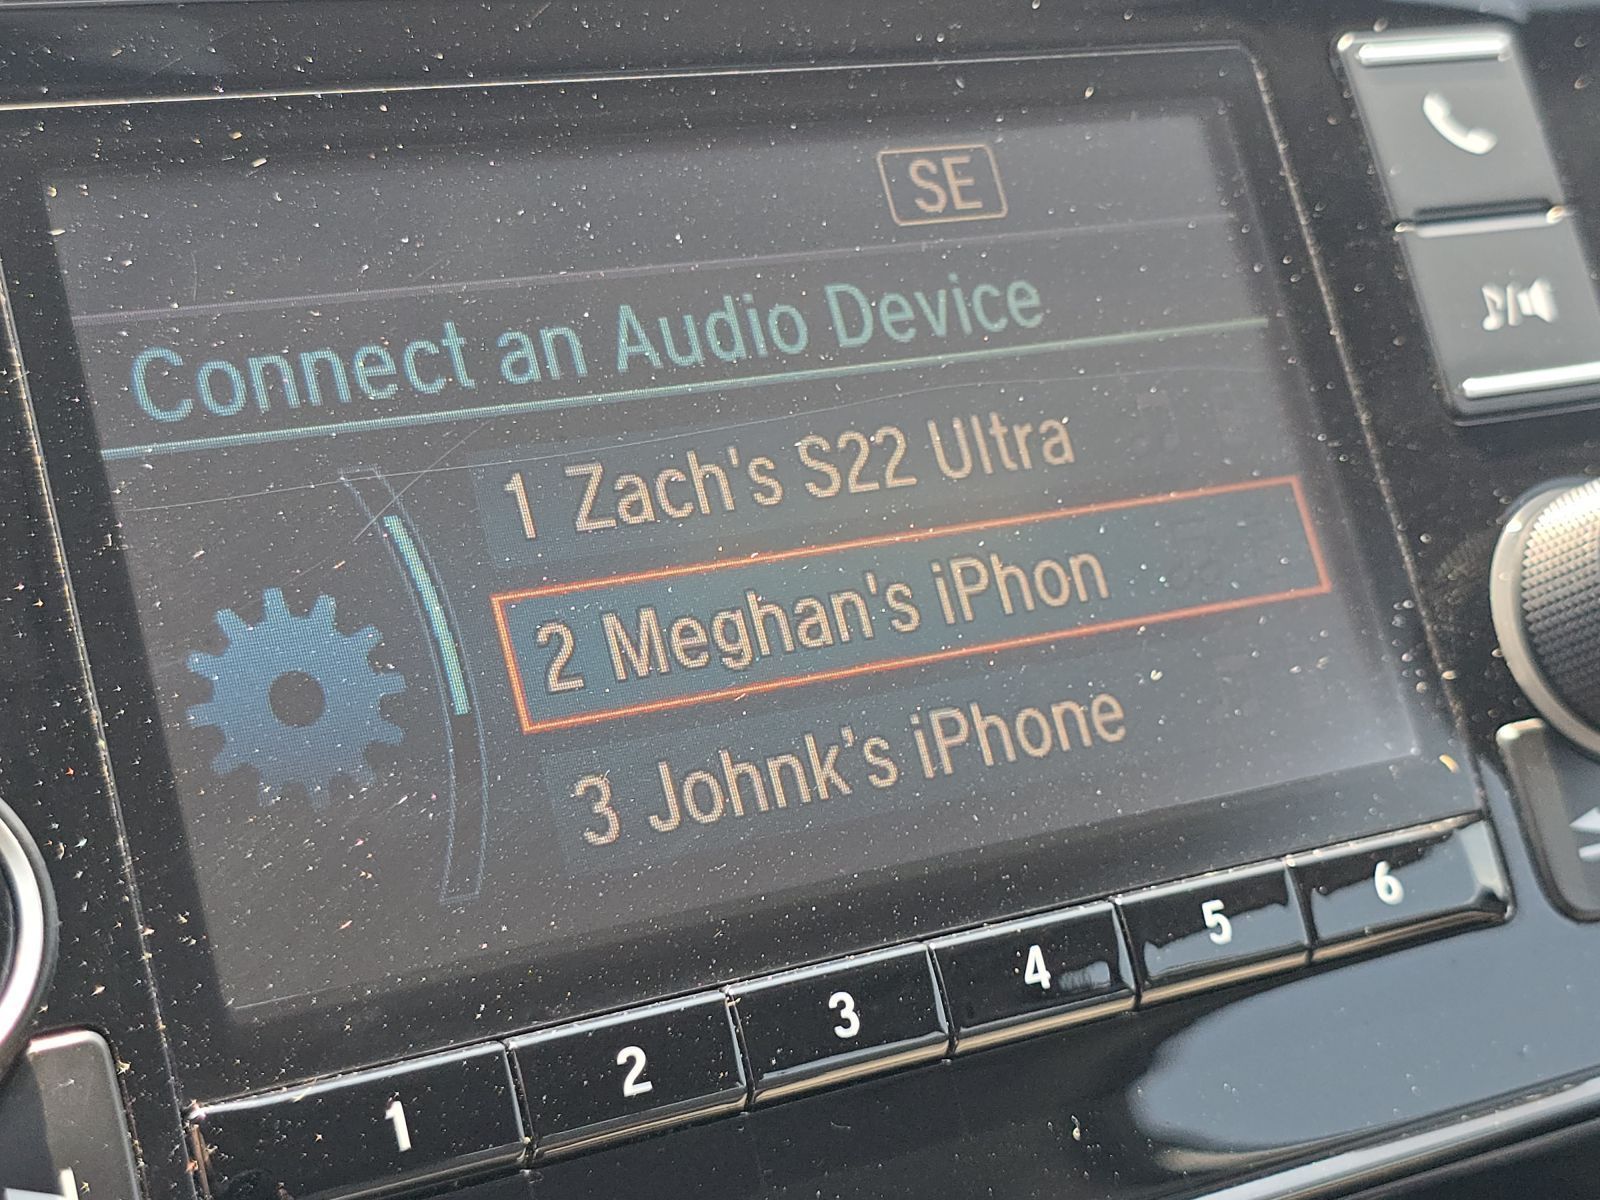 SE
Connect an Audio Device
1 Zach's S22 Ultra
2 Meghan's iPhon
3 Johnk's iPhone
1 2 3 4 5 6